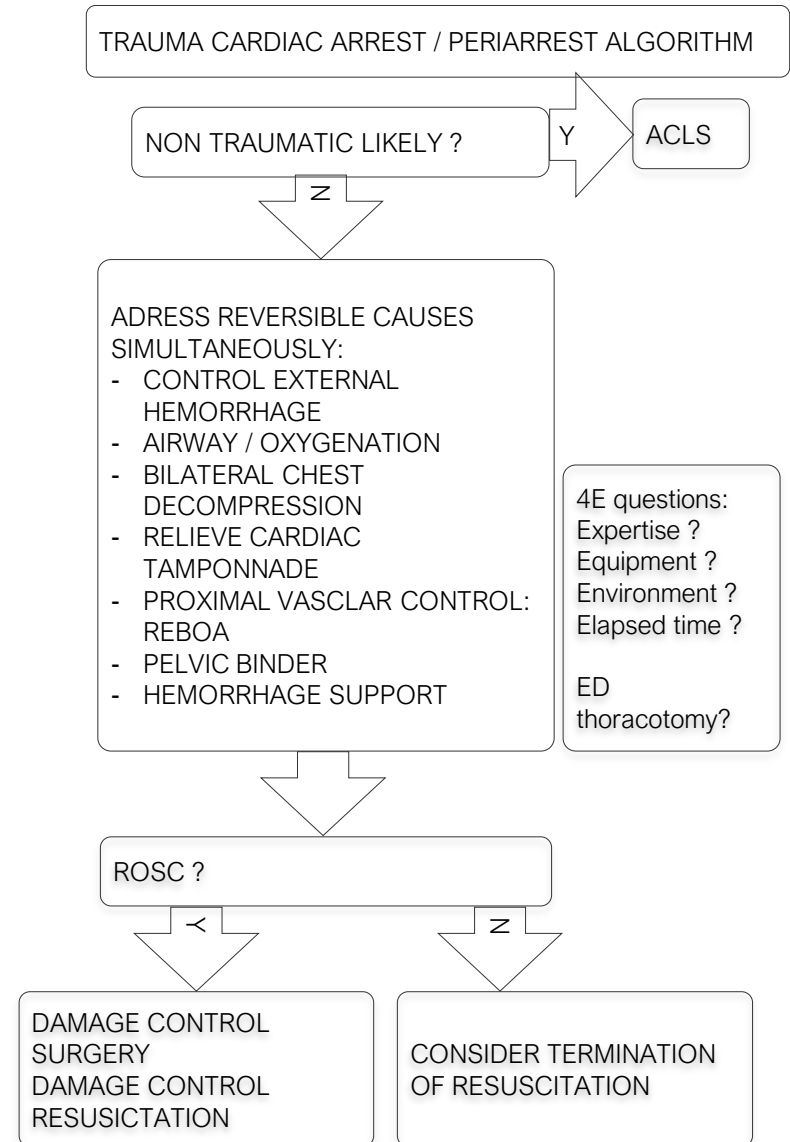 TRAUMA CARDIAC ARREST / PERIARREST ALGORITHM
NON TRAUMATIC LIKELY ?
Y
ACLS
N
ADRESS REVERSIBLE CAUSES
SIMULTANEOUSLY:
- CONTROL EXTERNAL
HEMORRHAGE
- AIRWAY / OXYGENATION
- BILATERAL CHEST
DECOMPRESSION
- RELIEVE CARDIAC
TAMPONNADE
- PROXIMAL VASCLAR CONTROL:
REBOA
- PELVIC BINDER
- HEMORRHAGE SUPPORT
4E questions:
Expertise ?
Equipment ?
Environment ?
Elapsed time ?
ED
thoracotomy?
ROSC ?
Y
N
DAMAGE CONTROL
SURGERY
DAMAGE CONTROL
RESUSICTATION
CONSIDER TERMINATION
OF RESUSCITATION